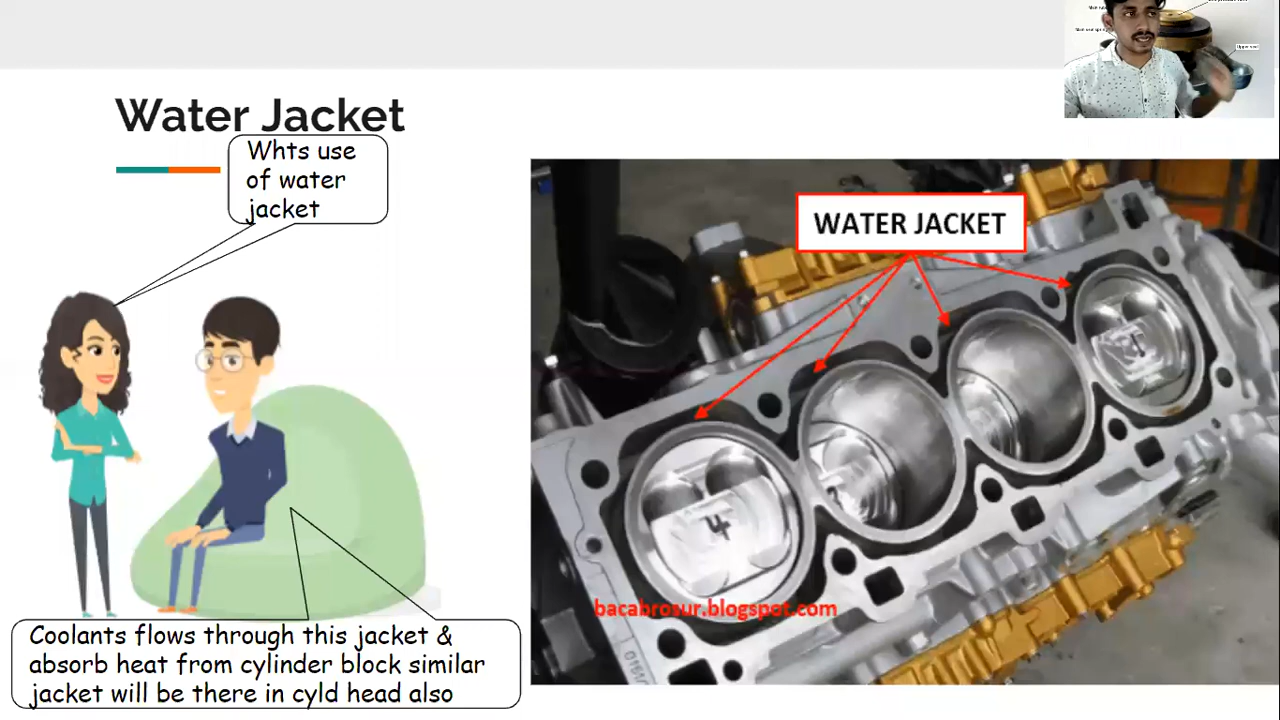 Water Jacket
Whts use
of water
jacket
WATER JACKET
bacabrosur.blogspot.com
Coolants flows through this jacket &
absorb heat from cylinder block similar
jacket will be there in cyld head also